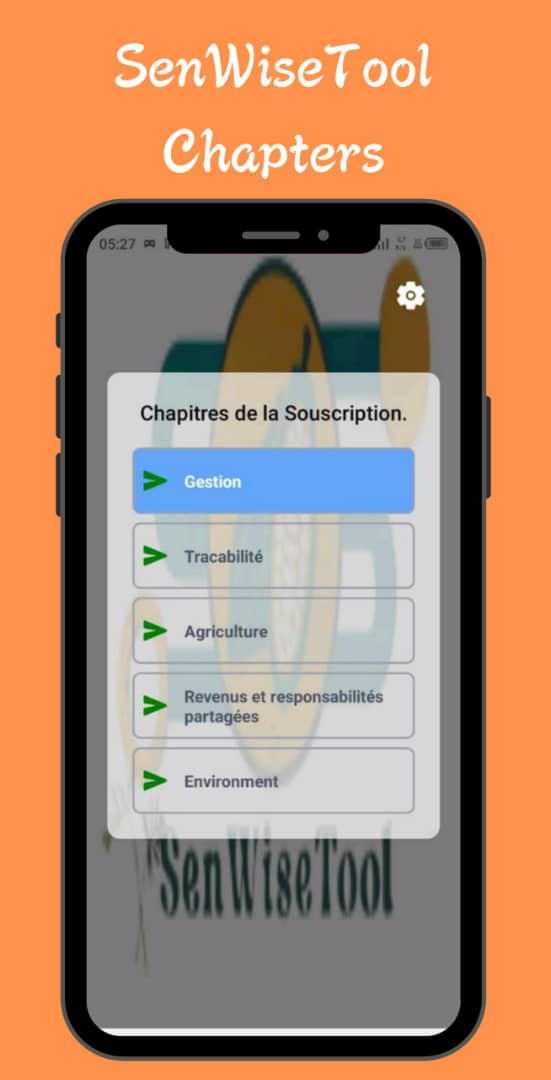 SenWiseTool
Chapters
05:27
Chapitres de la Souscription.
Gestion
Tracabilité
Agriculture
Revenus et responsabilités
partagées
Environment
SenWiseTool